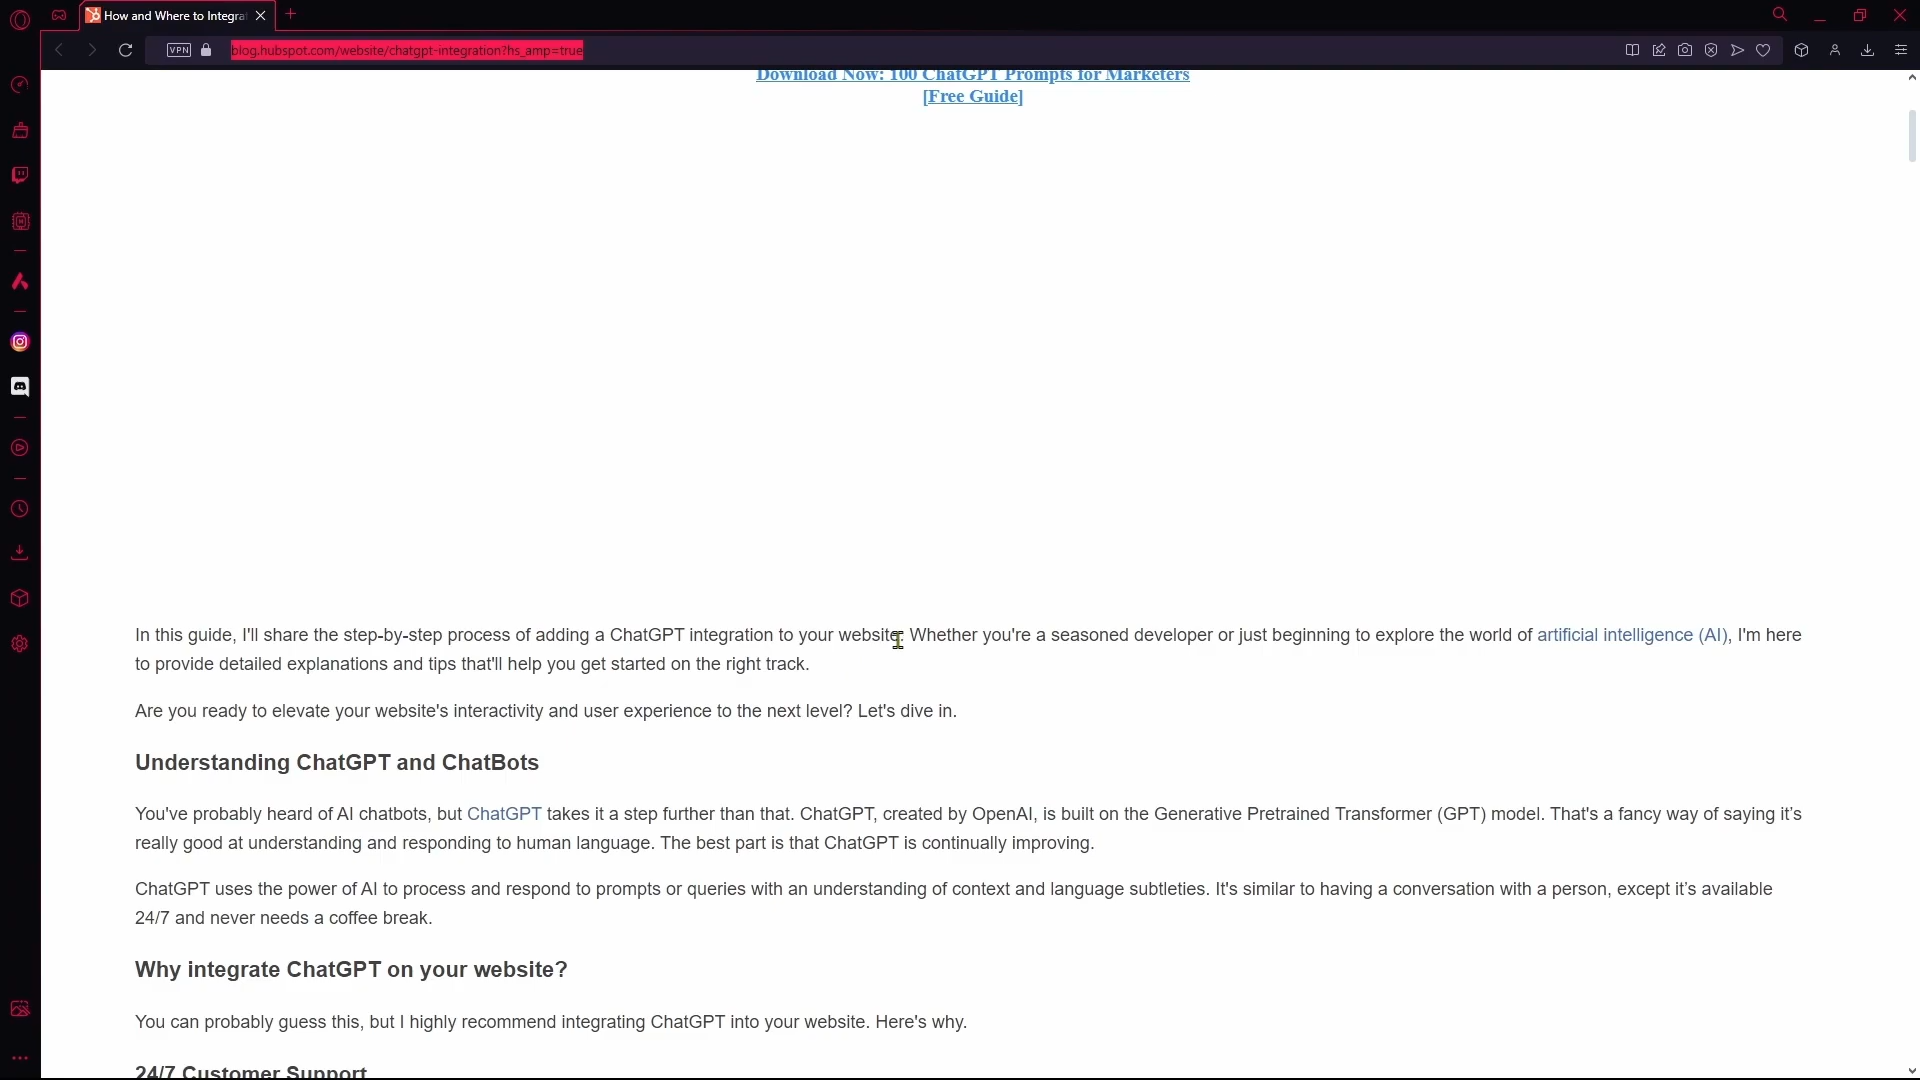 How and Where to Integra
VPN
blog.hubspot.com/website/chatgpt-integration?hs_amp=true
Download Now: 100 ChatGPT Prompts for Marketers
[Free Guide]
In this guide, I'll share the step-by-step process of adding a ChatGPT integration to your website. Whether you're a seasoned developer or just beginning to explore the world of artificial intelligence (AI), I'm here
to provide detailed explanations and tips that'll help you get started on the right track.
Are you ready to elevate your website's interactivity and user experience to the next level? Let's dive in.
Understanding ChatGPT and ChatBots
You've probably heard of AI chatbots, but ChatGPT takes it a step further than that. ChatGPT, created by OpenAI, is built on the Generative Pretrained Transformer (GPT) model. That's a fancy way of saying it’s
really good at understanding and responding to human language. The best part is that ChatGPT is continually improving.
ChatGPT uses the power of AI to process and respond to prompts or queries with an understanding of context and language subtleties. It's similar to having a conversation with a person, except it’s available
24/7 and never needs a coffee break.
Why integrate ChatGPT on your website?
You can probably guess this, but I highly recommend integrating ChatGPT into your website. Here's why.
24/7 Customer Support